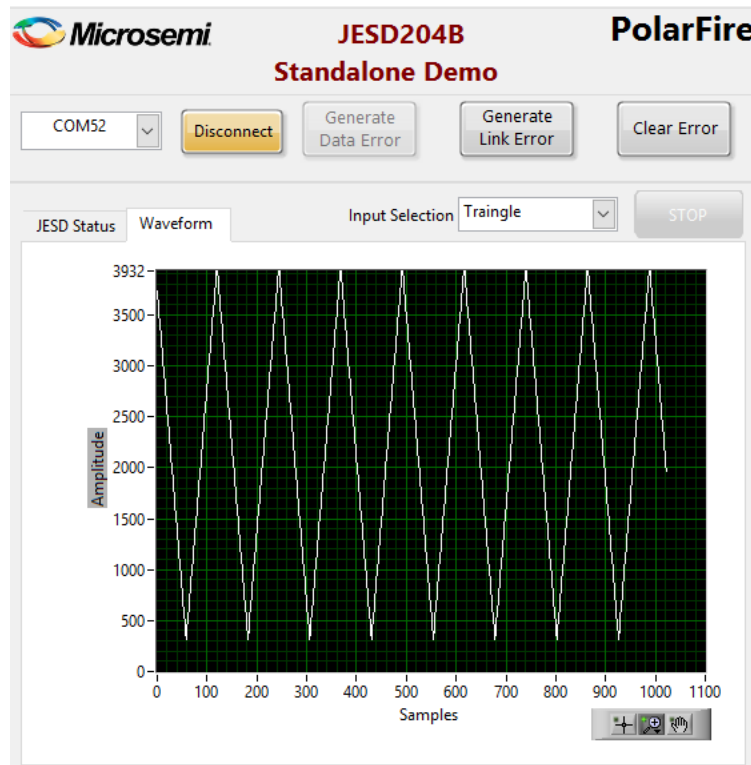 Microsemi
JESD204B
PolarFire
Standalone Demo
COM52
Disconnect
Generate
Data Error
Generate
Link Error
Clear Error
JESD Status
Waveform
Input Selection
Traingle
STOP
3932
3500
3000
2500
2000
1500
1000
500
0
Amplitude
0 100 200 300 400 500 600 700 800 900 1000 1100
Samples